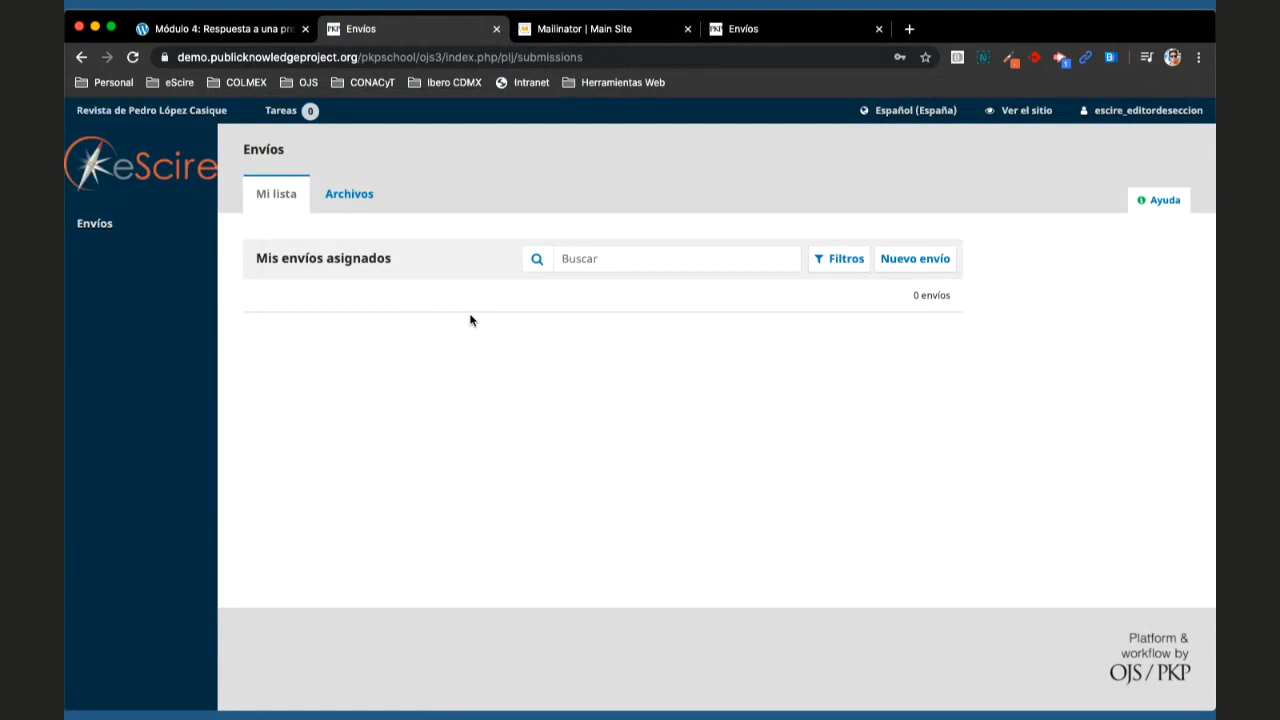 Módulo 4: Respuesta a una pre
Envíos
Mailinator | Main Site
Envíos
demo.publicknowledgeproject.org/pkpschool/ojs3/index.php/plj/submissions
Personal eScire COLMEX OJS CONACyT Ibero CDMX Intranet Herramientas Web
Revista de Pedro López Casique Tareas 0 Español (España) Ver el sitio escire_editordeseccion
eScire
Envíos
Envíos
Mi lista Archivos
Ayuda
Mis envíos asignados Buscar Filtros Nuevo envío
0 envíos
Platform &
workflow by
OJS / PKP